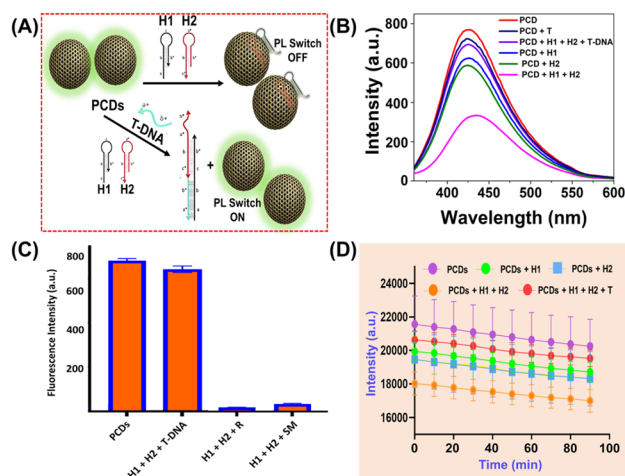 (A)
H1 H2
PL Switch
OFF
PCDs
T-DNA
H1 H2
PL Switch
ON
(B)
Intensity (a.u.)
800
600
400
200
0
PCD
PCD + T
PCD + H1 + H2 + T-DNA
PCD + H1
PCD + H2
PCD + H1 + H2
400 450 500 550 600
Wavelength (nm)
(C)
Fluorescence Intensity (a.u.)
800
600
400
200
PCDs
H1 + H2 + T-DNA
H1 + H2 + R
H1 + H2 + SM
(D)
PCDs PCDs + H1 PCDs + H2
PCDs + H1 + H2 PCDs + H1 + H2 + T
Intensity (a.u.)
24000
22000
20000
18000
16000
0 20 40 60 80 100
Time (min)